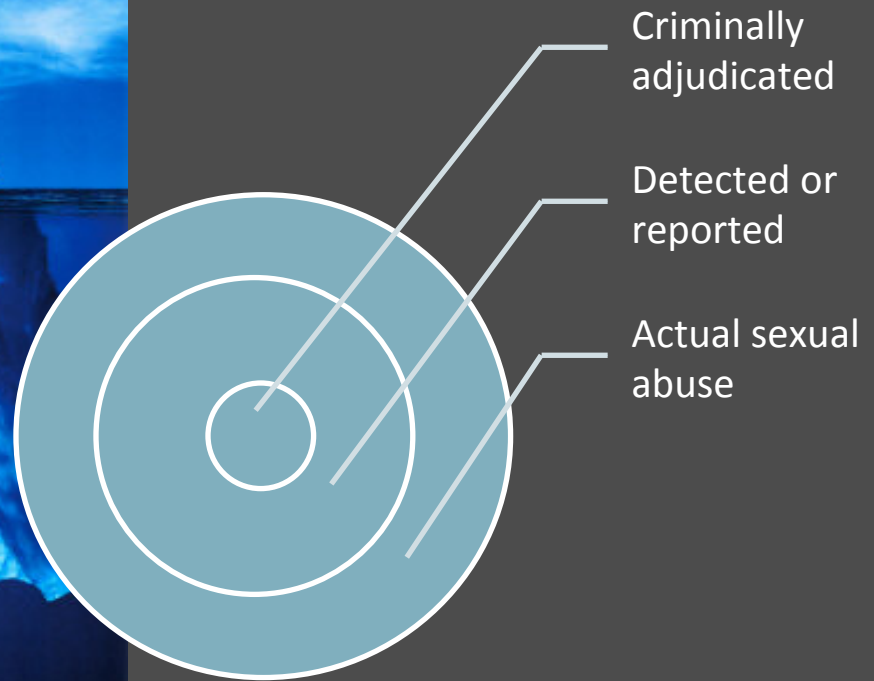 Criminally
adjudicated
Detected or
reported
Actual sexual
abuse